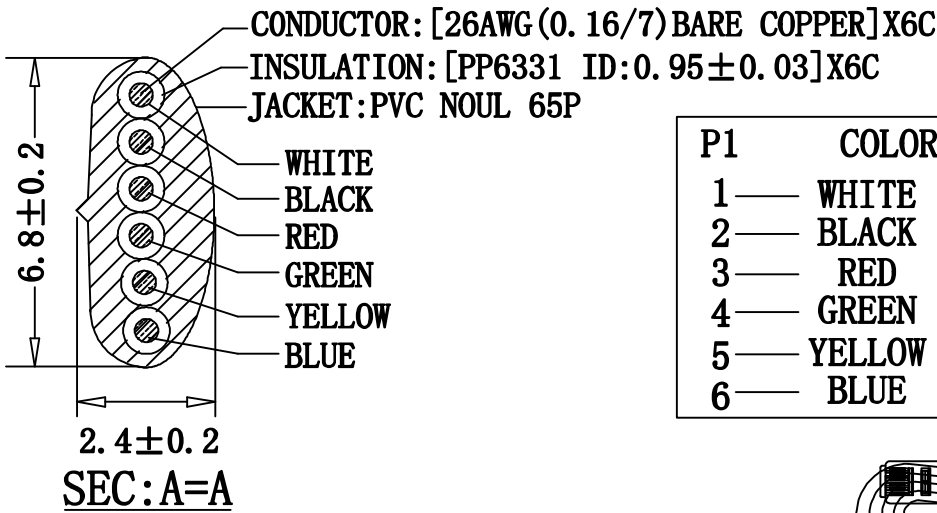 CONDUCTOR:[26AWG(0.16/7)BARE COPPER]X6C
INSULATION:[PP6331 ID:0.95±0.03]X6C
JACKET:PVC NOUL 65P
WHITE
BLACK
RED
GREEN
YELLOW
BLUE
6.8±0.2
2.4±0.2
SEC:A=A
P1 COLOR
1 WHITE
2 BLACK
3 RED
4 GREEN
5 YELLOW
6 BLUE